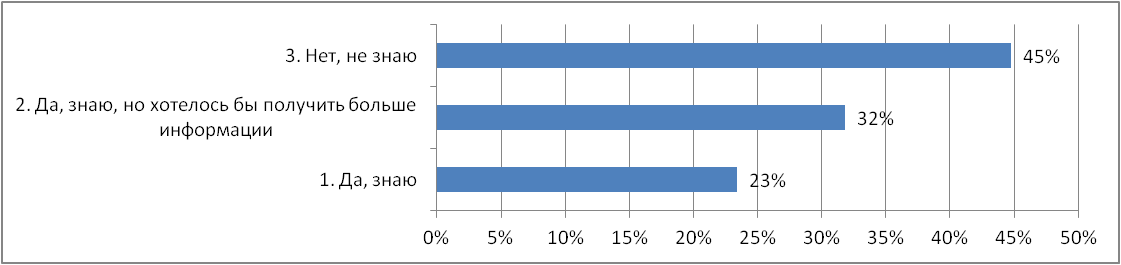 3. Нет, не знаю
45%
2. Да, знаю, но хотелось бы получить больше
информации
32%
1. Да, знаю
23%
0% 5% 10% 15% 20% 25% 30% 35% 40% 45% 50%